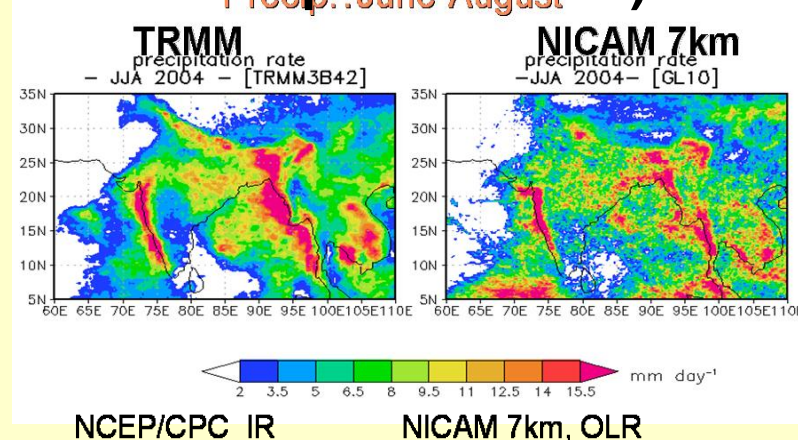 Precip.:June-August
TRMM
NICAM 7km
precipitation rate
precipitation rate
- JJA 2004 - [TRMM3B42]
-JJA 2004- [GL10]
35N
30N
25N
20N
15N
10N
5N
60E 65E 70E 75E 80E 85E 90E 95E 100E 105E 110E
35N
30N
25N
20N
15N
10N
5N
60E 65E 70E 75E 80E 85E 90E 95E 100E 105E 110E
2 3.5 5 6.5 8 9.5 11 12.5 14 15.5
mm day⁻¹
NCEP/CPC IR
NICAM 7km, OLR